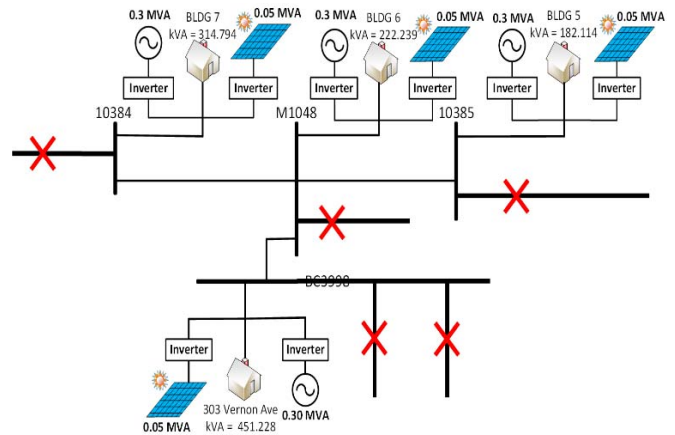 0.3 MVA
BLDG 7
kVA = 314.794
0.05 MVA
Inverter
Inverter
10384
0.3 MVA
BLDG 6
kVA = 222.239
0.05 MVA
Inverter
Inverter
M1048
0.3 MVA
BLDG 5
kVA = 182.114
0.05 MVA
Inverter
Inverter
10385
BC3998
Inverter
Inverter
0.05 MVA
303 Vernon Ave
kVA = 451.228
0.30 MVA